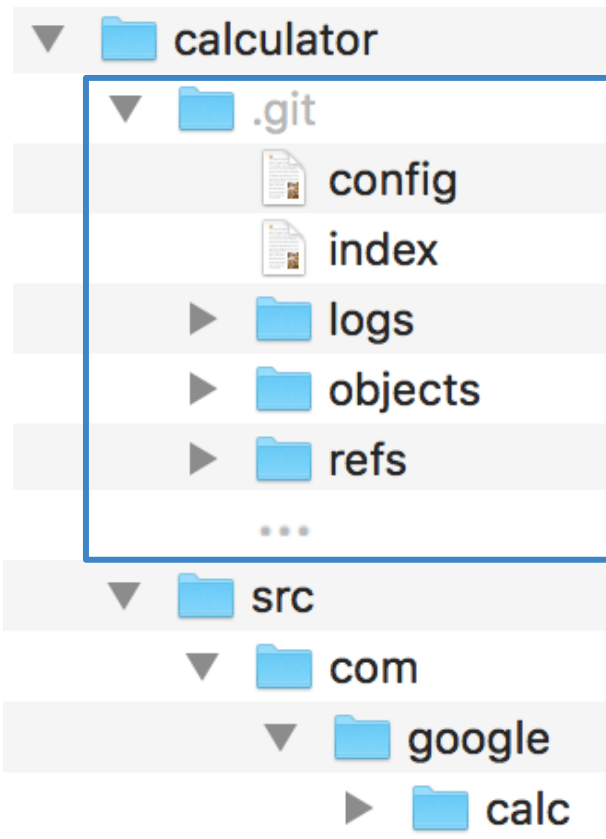 calculator
.git
config
index
logs
objects
refs
...
src
com
google
calc